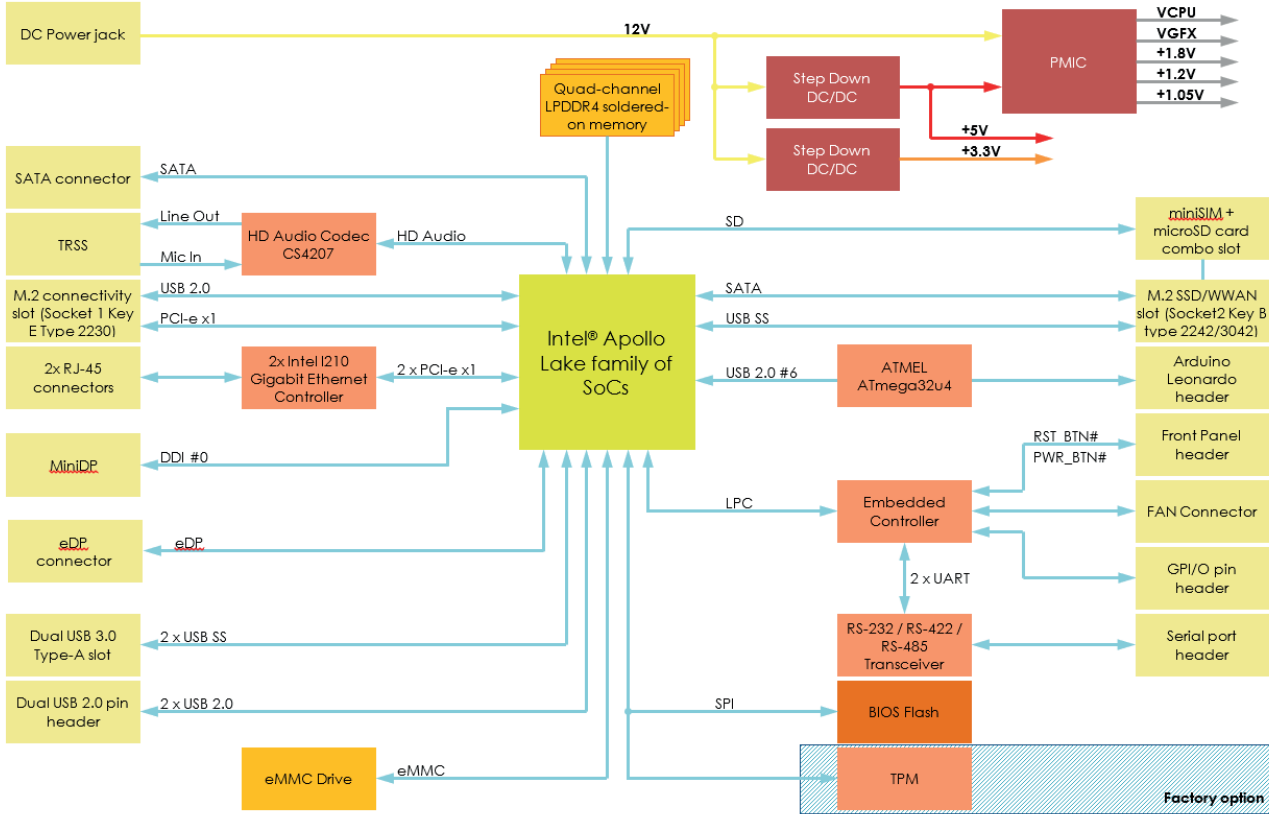 DC Power jack
12V
PMIC
VCPU
VGFX
+1.8V
+1.2V
+1.05V
Step Down
DC/DC
+5V
Step Down
DC/DC
+3.3V
Quad-channel
LPDDR4 soldered-
on memory
SATA connector
SATA
TRSS
Line Out
Mic In
HD Audio Codec
CS4207
HD Audio
SD
miniSIM +
microSD card
combo slot
M.2 connectivity
slot (Socket 1 Key
E Type 2230)
USB 2.0
PCI-e x1
Intel® Apollo
Lake family of
SoCs
SATA
USB SS
M.2 SSD/WWAN
slot (Socket2 Key B
type 2242/3042)
2x RJ-45
connectors
2x Intel I210
Gigabit Ethernet
Controller
2 x PCI-e x1
USB 2.0 #6
ATMEL
ATmega32u4
Arduino
Leonardo
header
MiniDP
DDI #0
RST_BTN#
PWR_BTN#
Front Panel
header
eDP
connector
eDP
LPC
Embedded
Controller
FAN Connector
2 x UART
GPI/O pin
header
Dual USB 3.0
Type-A slot
2 x USB SS
RS-232 / RS-422 /
RS-485
Transceiver
Serial port
header
Dual USB 2.0 pin
header
2 x USB 2.0
SPI
BIOS Flash
eMMC Drive
eMMC
TPM
Factory option